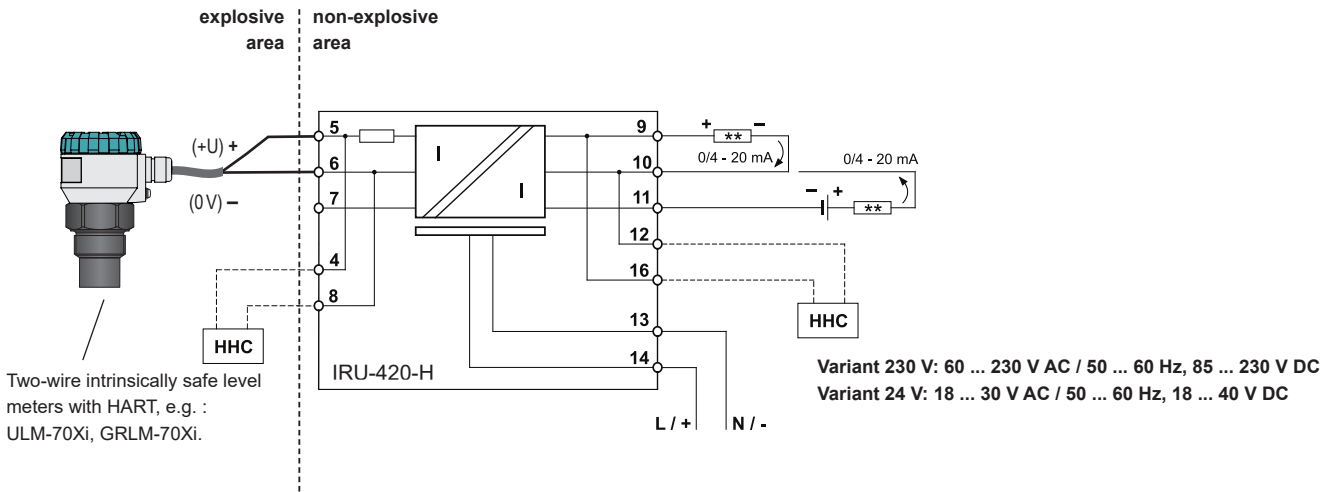 explosive
area
non-explosive
area
(+U) +
(0 V) –
5
6
7
4
8
9
10
11
12
16
13
14
I
I
+ ** –
0/4 - 20 mA
0/4 - 20 mA
– +
**
HHC
HHC
IRU-420-H
L / +
N / -
Two-wire intrinsically safe level
meters with HART, e.g. :
ULM-70Xi, GRLM-70Xi.
Variant 230 V: 60 ... 230 V AC / 50 ... 60 Hz, 85 ... 230 V DC
Variant 24 V: 18 ... 30 V AC / 50 ... 60 Hz, 18 ... 40 V DC